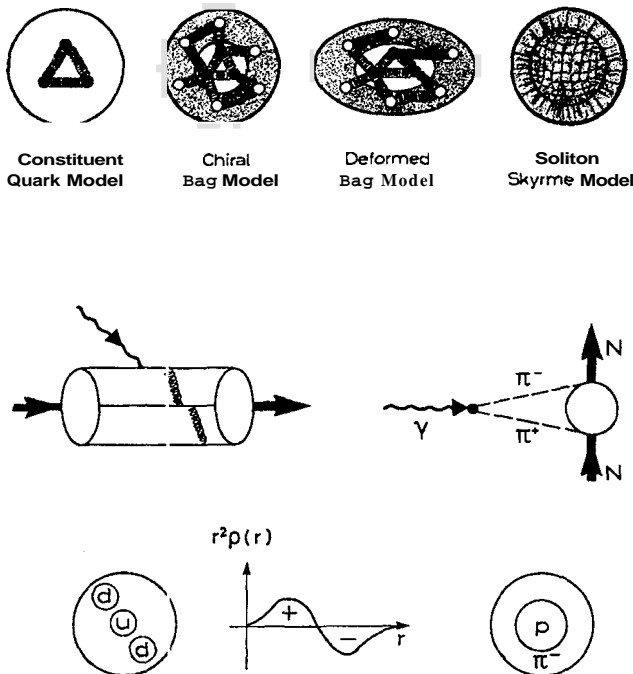 Constituent
Quark Model
Chiral
Bag Model
Deformed
Bag Model
Soliton
Skyrme Model
γ
π⁻
π⁺
N
N
r²ρ(r)
d
u
d
+
−
r
p
π⁻